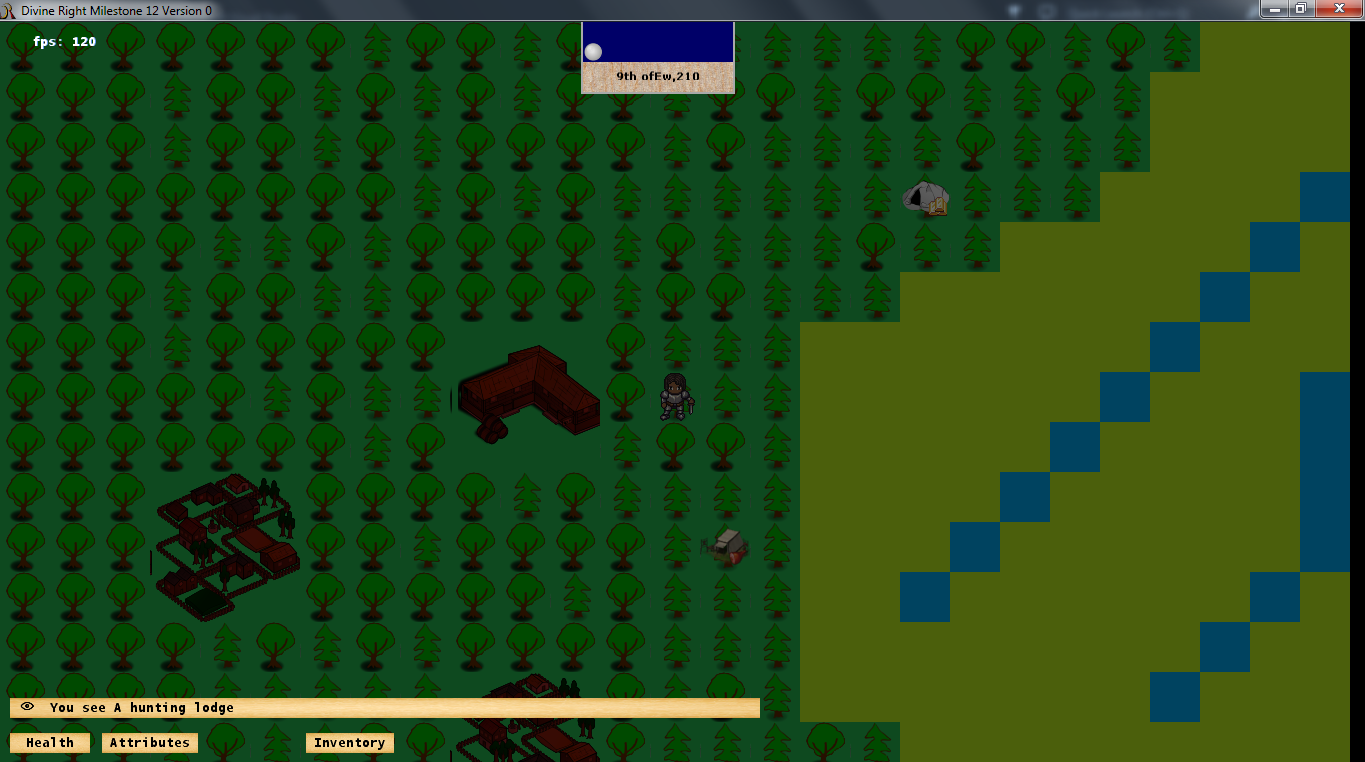 Divine Right Milestone 12 Version 0
fps: 120
9th ofEw,210
You see A hunting lodge
Health
Attributes
Inventory